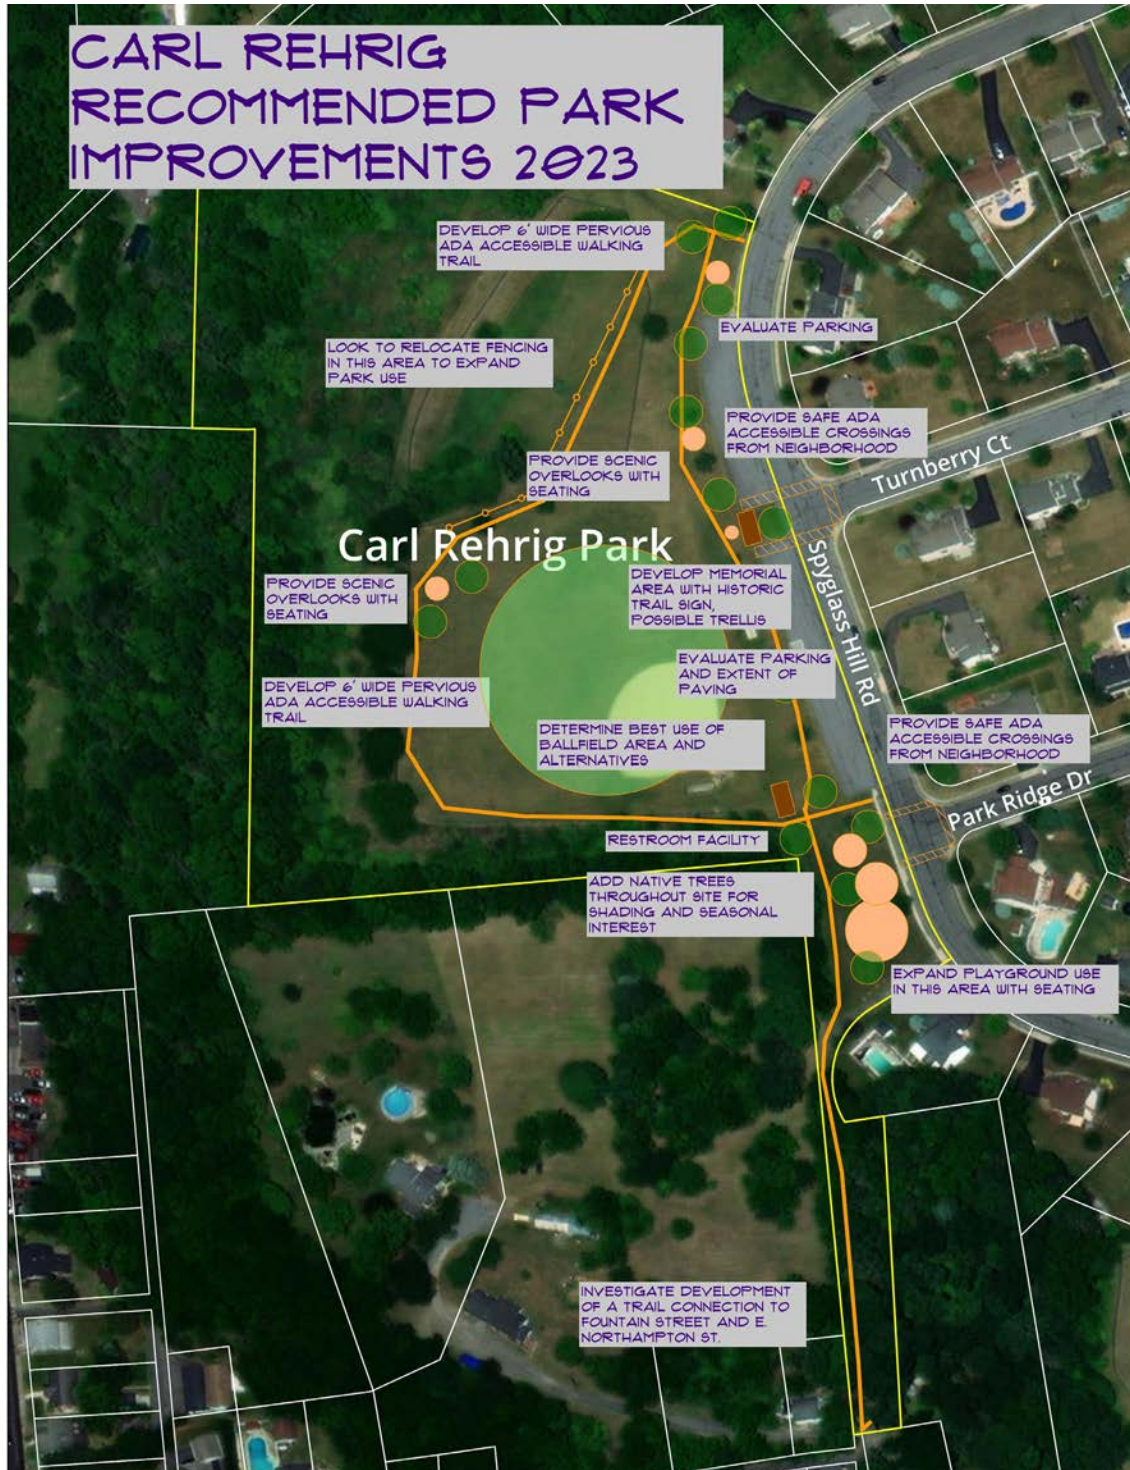 CARL REHRIG
RECOMMENDED PARK
IMPROVEMENTS 2023
DEVELOP 6' WIDE PERVIOUS
ADA ACCESSIBLE WALKING
TRAIL
EVALUATE PARKING
LOOK TO RELOCATE FENCING
IN THIS AREA TO EXPAND
PARK USE
PROVIDE SAFE ADA
ACCESSIBLE CROSSINGS
FROM NEIGHBORHOOD
Turnberry Ct
PROVIDE SCENIC
OVERLOOKS WITH
SEATING
Carl Rehrig Park
Spyglass Hill Rd
PROVIDE SCENIC
OVERLOOKS WITH
SEATING
DEVELOP MEMORIAL
AREA WITH HISTORIC
TRAIL SIGN,
POSSIBLE TRELLIS
EVALUATE PARKING
AND EXTENT OF
PAVING
DEVELOP 6' WIDE PERVIOUS
ADA ACCESSIBLE WALKING
TRAIL
DETERMINE BEST USE OF
BALLFIELD AREA AND
ALTERNATIVES
PROVIDE SAFE ADA
ACCESSIBLE CROSSINGS
FROM NEIGHBORHOOD
Park Ridge Dr
RESTROOM FACILITY
ADD NATIVE TREES
THROUGHOUT SITE FOR
SHADING AND SEASONAL
INTEREST
EXPAND PLAYGROUND USE
IN THIS AREA WITH SEATING
INVESTIGATE DEVELOPMENT
OF A TRAIL CONNECTION TO
FOUNTAIN STREET AND E.
NORTHAMPTON ST.